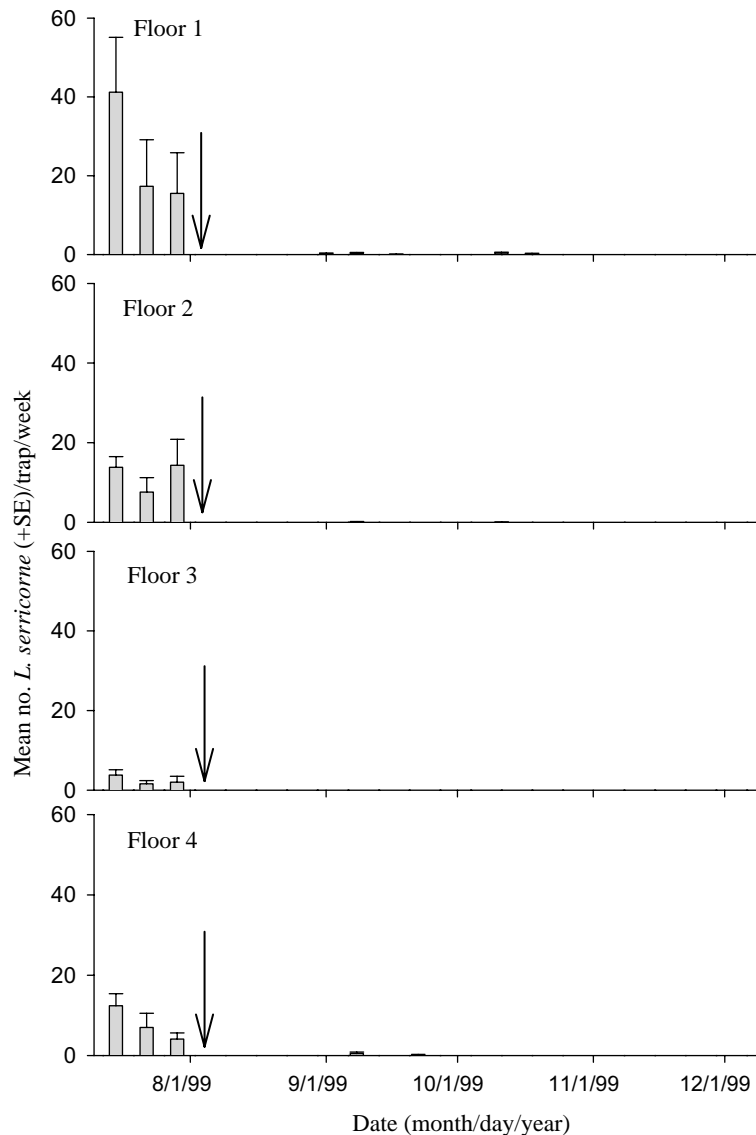 Mean no. L. serricorne (+SE)/trap/week
60
Floor 1
40
20
0
60
Floor 2
40
20
0
60
Floor 3
40
20
0
60
Floor 4
40
20
0
8/1/99 9/1/99 10/1/99 11/1/99 12/1/99
Date (month/day/year)